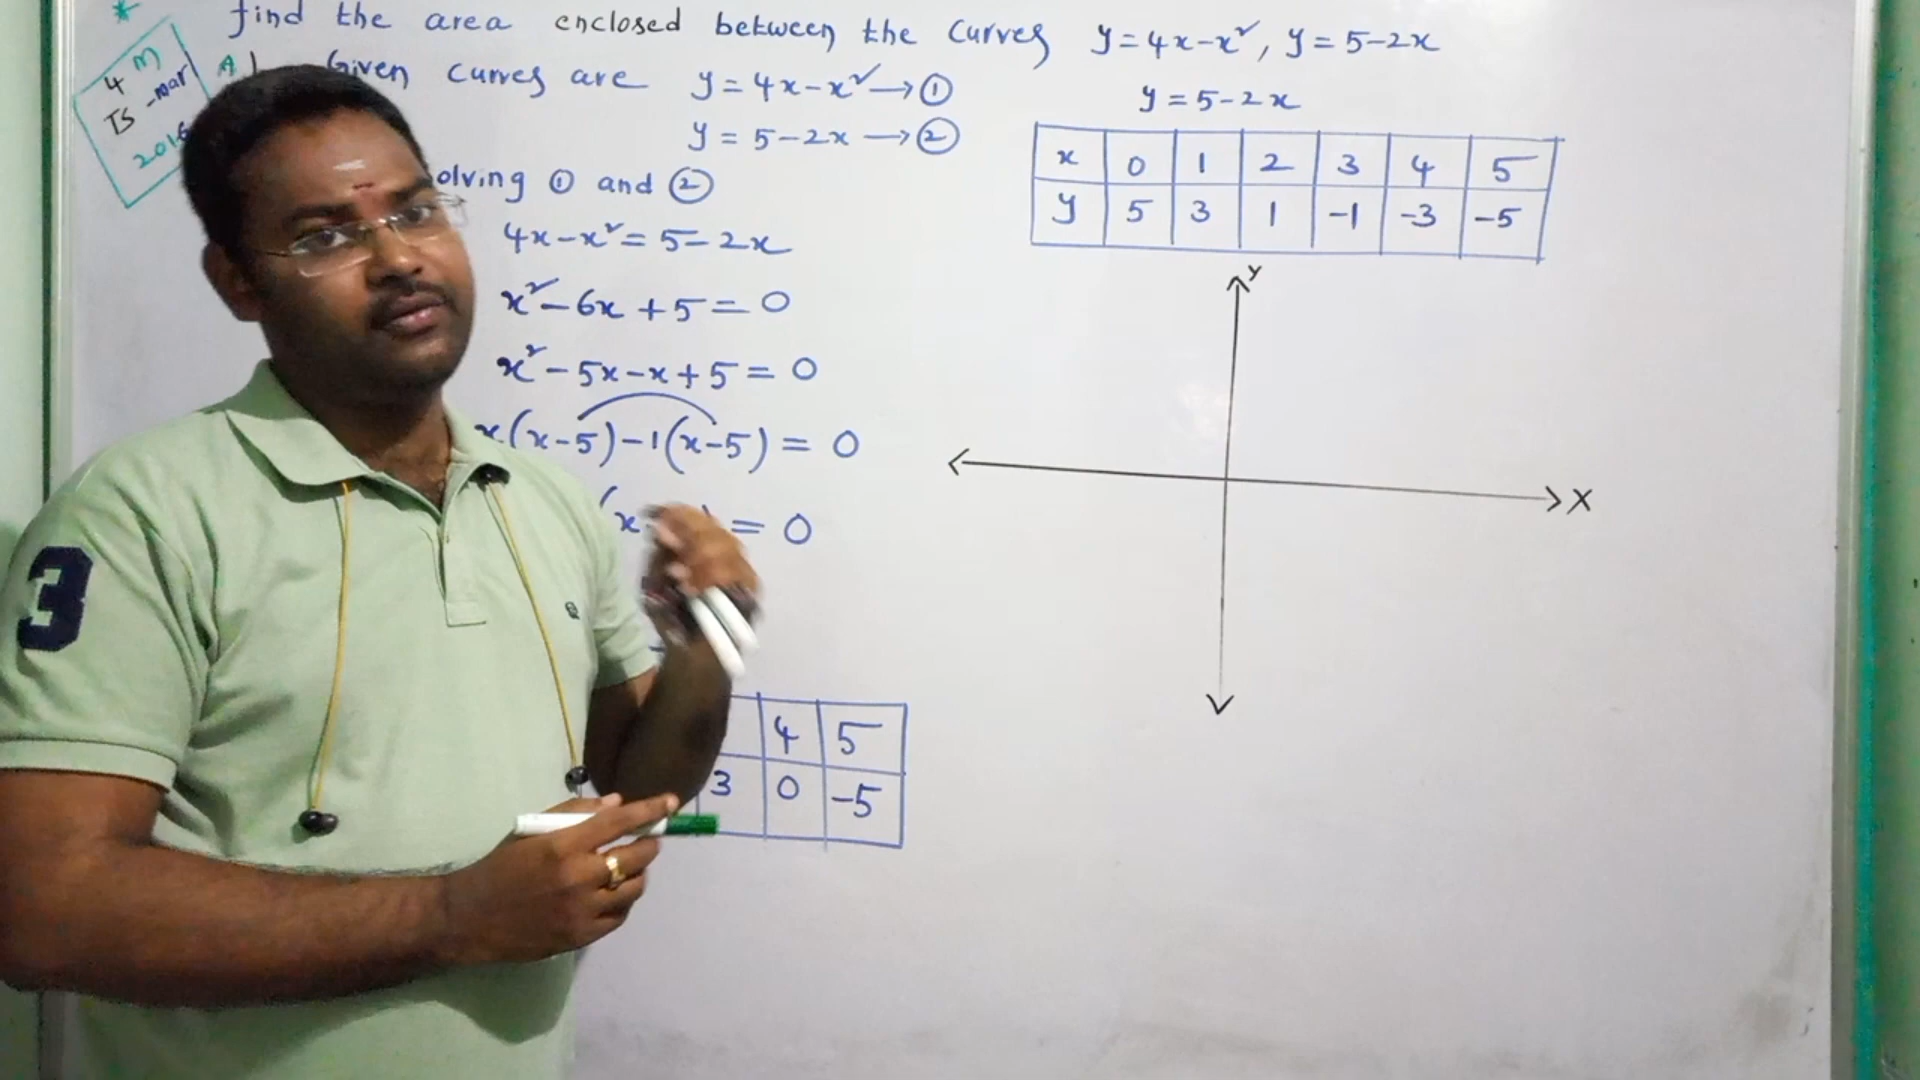 *
find the area enclosed between the curves y = 4x-x², y = 5-2x
4 M
TS -mar
2016
Given curves are y = 4x-x² → ①
y = 5-2x → ②
olving ① and ②
4x-x² = 5-2x
x²-6x+5=0
x²-5x-x+5=0
x(x-5)-1(x-5)=0
(x = 0
4 5
3 0 -5
y = 5-2x
x 0 1 2 3 4 5
y 5 3 1 -1 -3 -5
Y
X
3